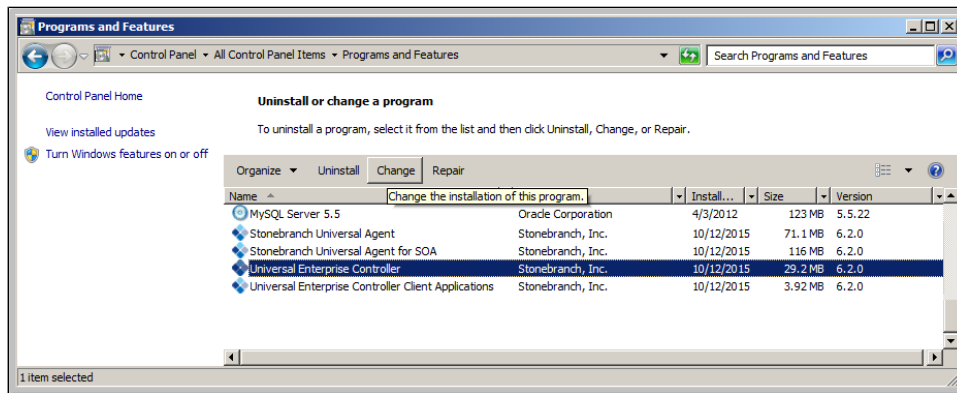 Programs and Features
Control Panel All Control Panel Items Programs and Features Search Programs and Features
Control Panel Home
Uninstall or change a program
View installed updates
To uninstall a program, select it from the list and then click Uninstall, Change, or Repair.
Turn Windows features on or off
Organize Uninstall Change Repair
Name Install... Size Version
Change the installation of this program.
MySQL Server 5.5 Oracle Corporation 4/3/2012 123 MB 5.5.22
Stonebranch Universal Agent Stonebranch, Inc. 10/12/2015 71.1 MB 6.2.0
Stonebranch Universal Agent for SOA Stonebranch, Inc. 10/12/2015 116 MB 6.2.0
Universal Enterprise Controller Stonebranch, Inc. 10/12/2015 29.2 MB 6.2.0
Universal Enterprise Controller Client Applications Stonebranch, Inc. 10/12/2015 3.92 MB 6.2.0
1 item selected